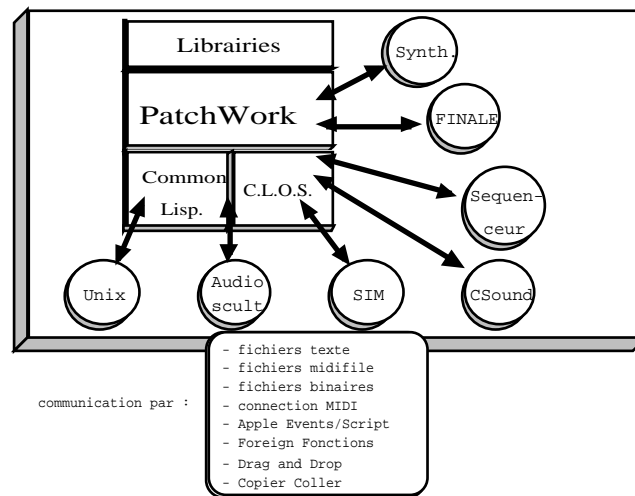 Librairies
Synth.
PatchWork
FINALE
Common
Lisp.
C.L.O.S.
Sequen-
ceur
Unix
Audio
scult
SIM
CSound
communication par :
- fichiers texte
- fichiers midifile
- fichiers binaires
- connection MIDI
- Apple Events/Script
- Foreign Fonctions
- Drag and Drop
- Copier Coller